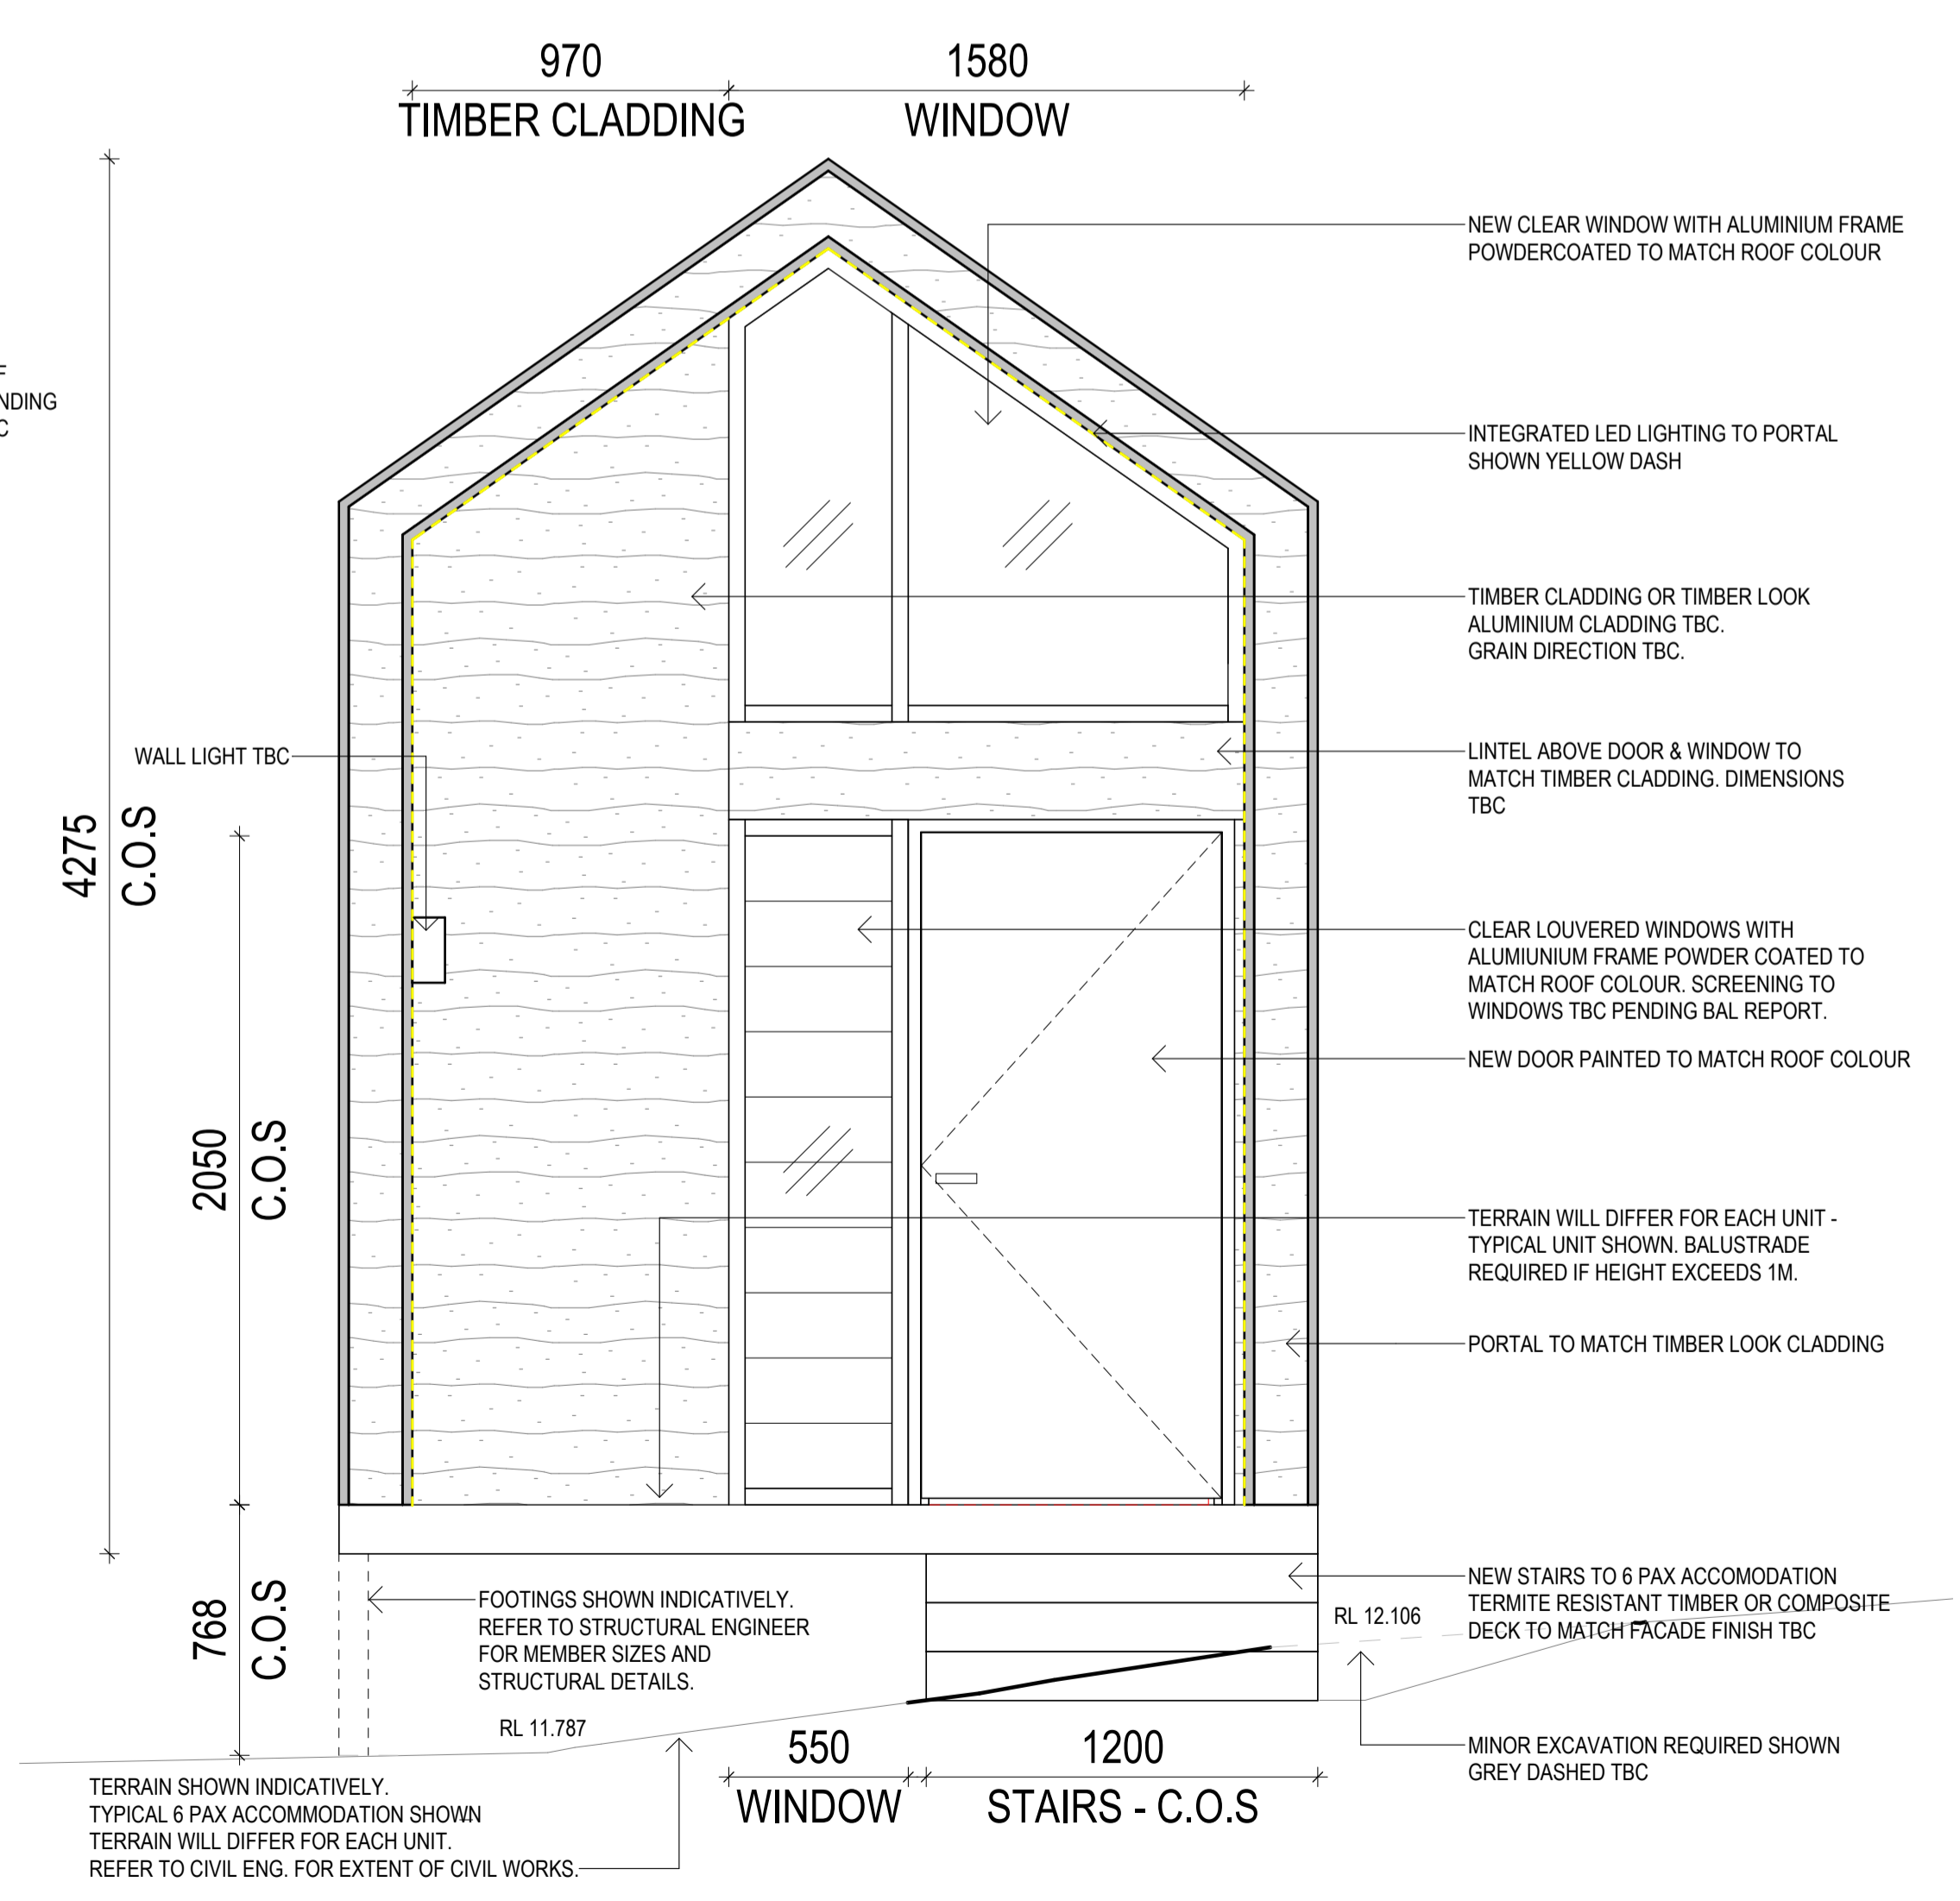 970
1580
TIMBER CLADDING
WINDOW
NEW CLEAR WINDOW WITH ALUMINIUM FRAME
POWDERCOATED TO MATCH ROOF COLOUR
F
NDING
C
INTEGRATED LED LIGHTING TO PORTAL
SHOWN YELLOW DASH
TIMBER CLADDING OR TIMBER LOOK
ALUMINIUM CLADDING TBC.
GRAIN DIRECTION TBC.
WALL LIGHT TBC
LINTEL ABOVE DOOR & WINDOW TO
MATCH TIMBER CLADDING. DIMENSIONS
TBC
4275
C.O.S
CLEAR LOUVERED WINDOWS WITH
ALUMIUNIUM FRAME POWDER COATED TO
MATCH ROOF COLOUR. SCREENING TO
WINDOWS TBC PENDING BAL REPORT.
NEW DOOR PAINTED TO MATCH ROOF COLOUR
2050
C.O.S
TERRAIN WILL DIFFER FOR EACH UNIT -
TYPICAL UNIT SHOWN. BALUSTRADE
REQUIRED IF HEIGHT EXCEEDS 1M.
PORTAL TO MATCH TIMBER LOOK CLADDING
768
C.O.S
FOOTINGS SHOWN INDICATIVELY.
REFER TO STRUCTURAL ENGINEER
FOR MEMBER SIZES AND
STRUCTURAL DETAILS.
NEW STAIRS TO 6 PAX ACCOMODATION
TERMITE RESISTANT TIMBER OR COMPOSITE
DECK TO MATCH FACADE FINISH TBC
RL 12.106
RL 11.787
550
1200
WINDOW
STAIRS - C.O.S
MINOR EXCAVATION REQUIRED SHOWN
GREY DASHED TBC
TERRAIN SHOWN INDICATIVELY.
TYPICAL 6 PAX ACCOMMODATION SHOWN
TERRAIN WILL DIFFER FOR EACH UNIT.
REFER TO CIVIL ENG. FOR EXTENT OF CIVIL WORKS.